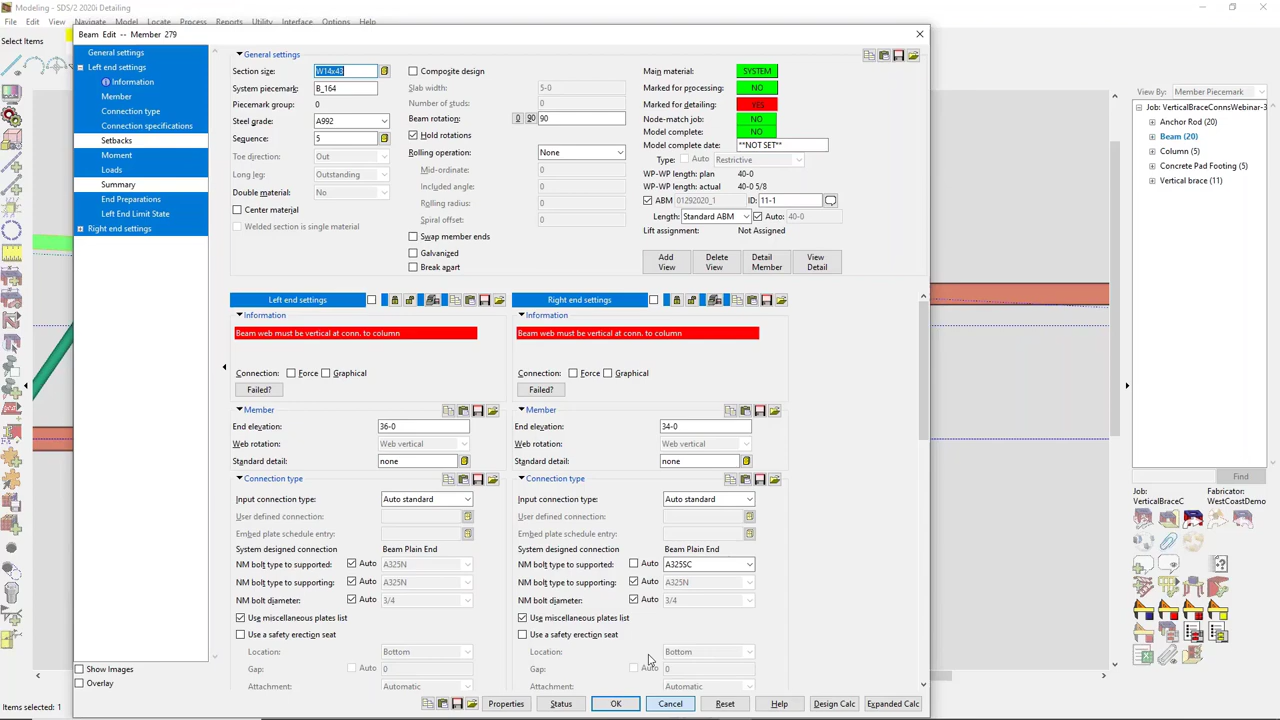 Modeling - SDS/2 2020i Detailing
File Edit View Navigate Model Locate Process Reports Utility Interface Options Help
Select Items
Beam Edit -- Member 279
General settings
Left end settings
Information
Member
Connection type
Connection specifications
Setbacks
Moment
Loads
Summary
End Preparations
Left End Limit State
Right end settings
Show Images
Overlay
Items selected: 1
General settings
Section size: W14x43
System piecemark: B_164
Piecemark group: 0
Steel grade: A992
Sequence: 5
Toe direction: Out
Long leg: Outstanding
Double material: No
Center material
Welded section is single material
Composite design
Slab width: 5-0
Number of studs: 0
Beam rotation: 0 90 90
Hold rotations
Rolling operation: None
Mid-ordinate: 0
Included angle: 0
Rolling radius: 0
Spiral offset: 0
Swap member ends
Galvanized
Break apart
Main material: SYSTEM
Marked for processing: NO
Marked for detailing: YES
Node-match job: NO
Model complete: NO
Model complete date: **NOT SET**
Type: Auto Restrictive
WP-WP length: plan 40-0
WP-WP length: actual 40-0 5/8
ABM 01292020_1 ID: 11-1
Length: Standard ABM Auto: 40-0
Lift assignment: Not Assigned
Add View
Delete View
Detail Member
View Detail
Left end settings
Information
Beam web must be vertical at conn. to column
Connection: Force Graphical
Failed?
Member
End elevation: 36-0
Web rotation: Web vertical
Standard detail: none
Connection type
Input connection type: Auto standard
User defined connection:
Embed plate schedule entry:
System designed connection Beam Plain End
NM bolt type to supported: Auto A325N
NM bolt type to supporting: Auto A325N
NM bolt diameter: Auto 3/4
Use miscellaneous plates list
Use a safety erection seat
Location: Bottom
Gap: Auto 0
Attachment: Automatic
Right end settings
Information
Beam web must be vertical at conn. to column
Connection: Force Graphical
Failed?
Member
End elevation: 34-0
Web rotation: Web vertical
Standard detail: none
Connection type
Input connection type: Auto standard
User defined connection:
Embed plate schedule entry:
System designed connection Beam Plain End
NM bolt type to supported: Auto A325SC
NM bolt type to supporting: Auto A325N
NM bolt diameter: Auto 3/4
Use miscellaneous plates list
Use a safety erection seat
Location: Bottom
Gap: Auto 0
Attachment: Automatic
Properties Status OK Cancel Reset Help Design Calc Expanded Calc
View By: Member Piecemark
Job: VerticalBraceConnsWebinar-3
Anchor Rod (20)
Beam (20)
Column (5)
Concrete Pad Footing (5)
Vertical brace (11)
Find
Job: Fabricator:
VerticalBraceC WestCoastDemo